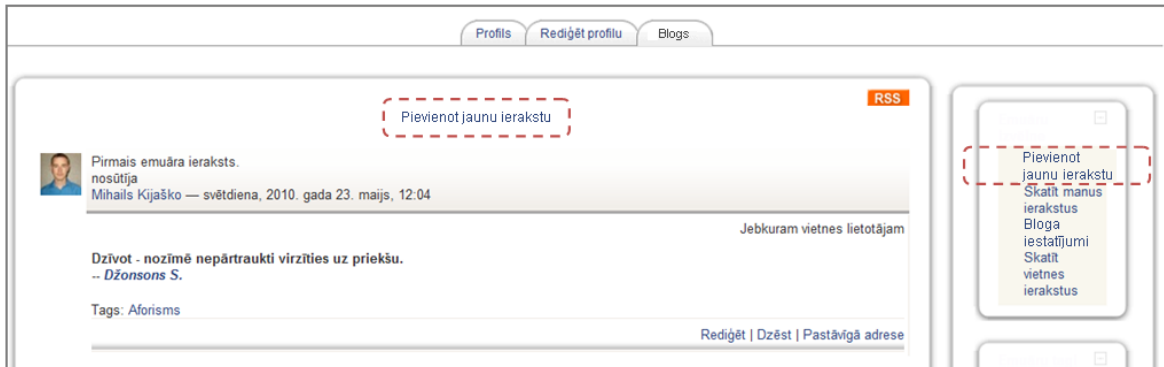 Profils Rediģēt profilu Blogs
RSS
Pievienot jaunu ierakstu
Pirmais emuāra ieraksts.
nosūtīja
Mihails Kijaško — svētdiena, 2010. gada 23. maijs, 12:04
Jebkuram vietnes lietotājam
Dzīvot - nozīmē nepārtraukti virzīties uz priekšu.
-- Džonsons S.
Tags: Aforisms
Rediģēt | Dzēst | Pastāvīgā adrese
Pievienot
jaunu ierakstu
Skatīt manus
ierakstus
Bloga
iestatījumi
Skatīt
vietnes
ierakstus